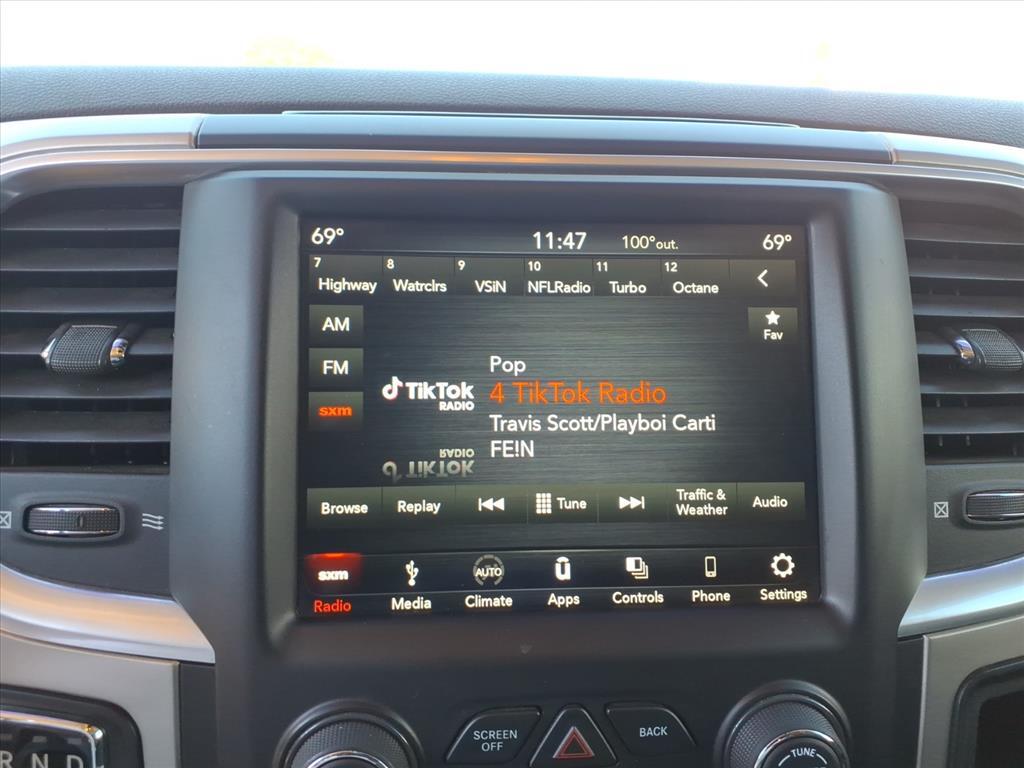 69° 11:47 100°out. 69°
7 8 9 10 11 12
Highway Watrclrs VSiN NFLRadio Turbo Octane
AM
Fav
FM
sxm
TikTok
RADIO
Pop
4 TikTok Radio
Travis Scott/Playboi Carti
FE!N
Browse Replay Tune Traffic & Weather Audio
sxm AUTO
Radio Media Climate Apps Controls Phone Settings
SCREEN OFF
BACK
TUNE
R N D